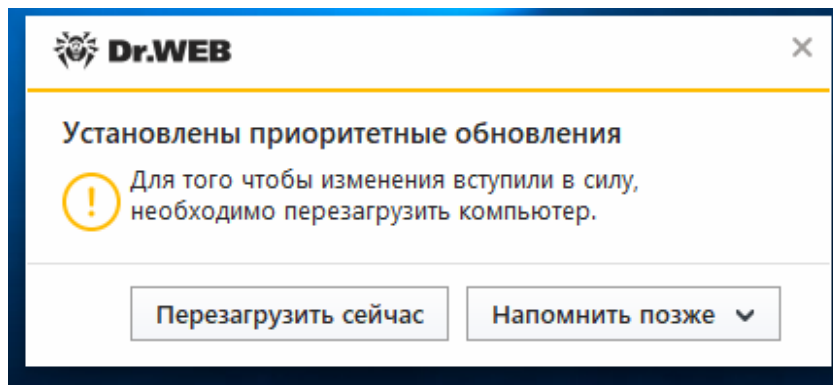 Dr.WEB
Установлены приоритетные обновления
Для того чтобы изменения вступили в силу,
необходимо перезагрузить компьютер.
Перезагрузить сейчас
Напомнить позже